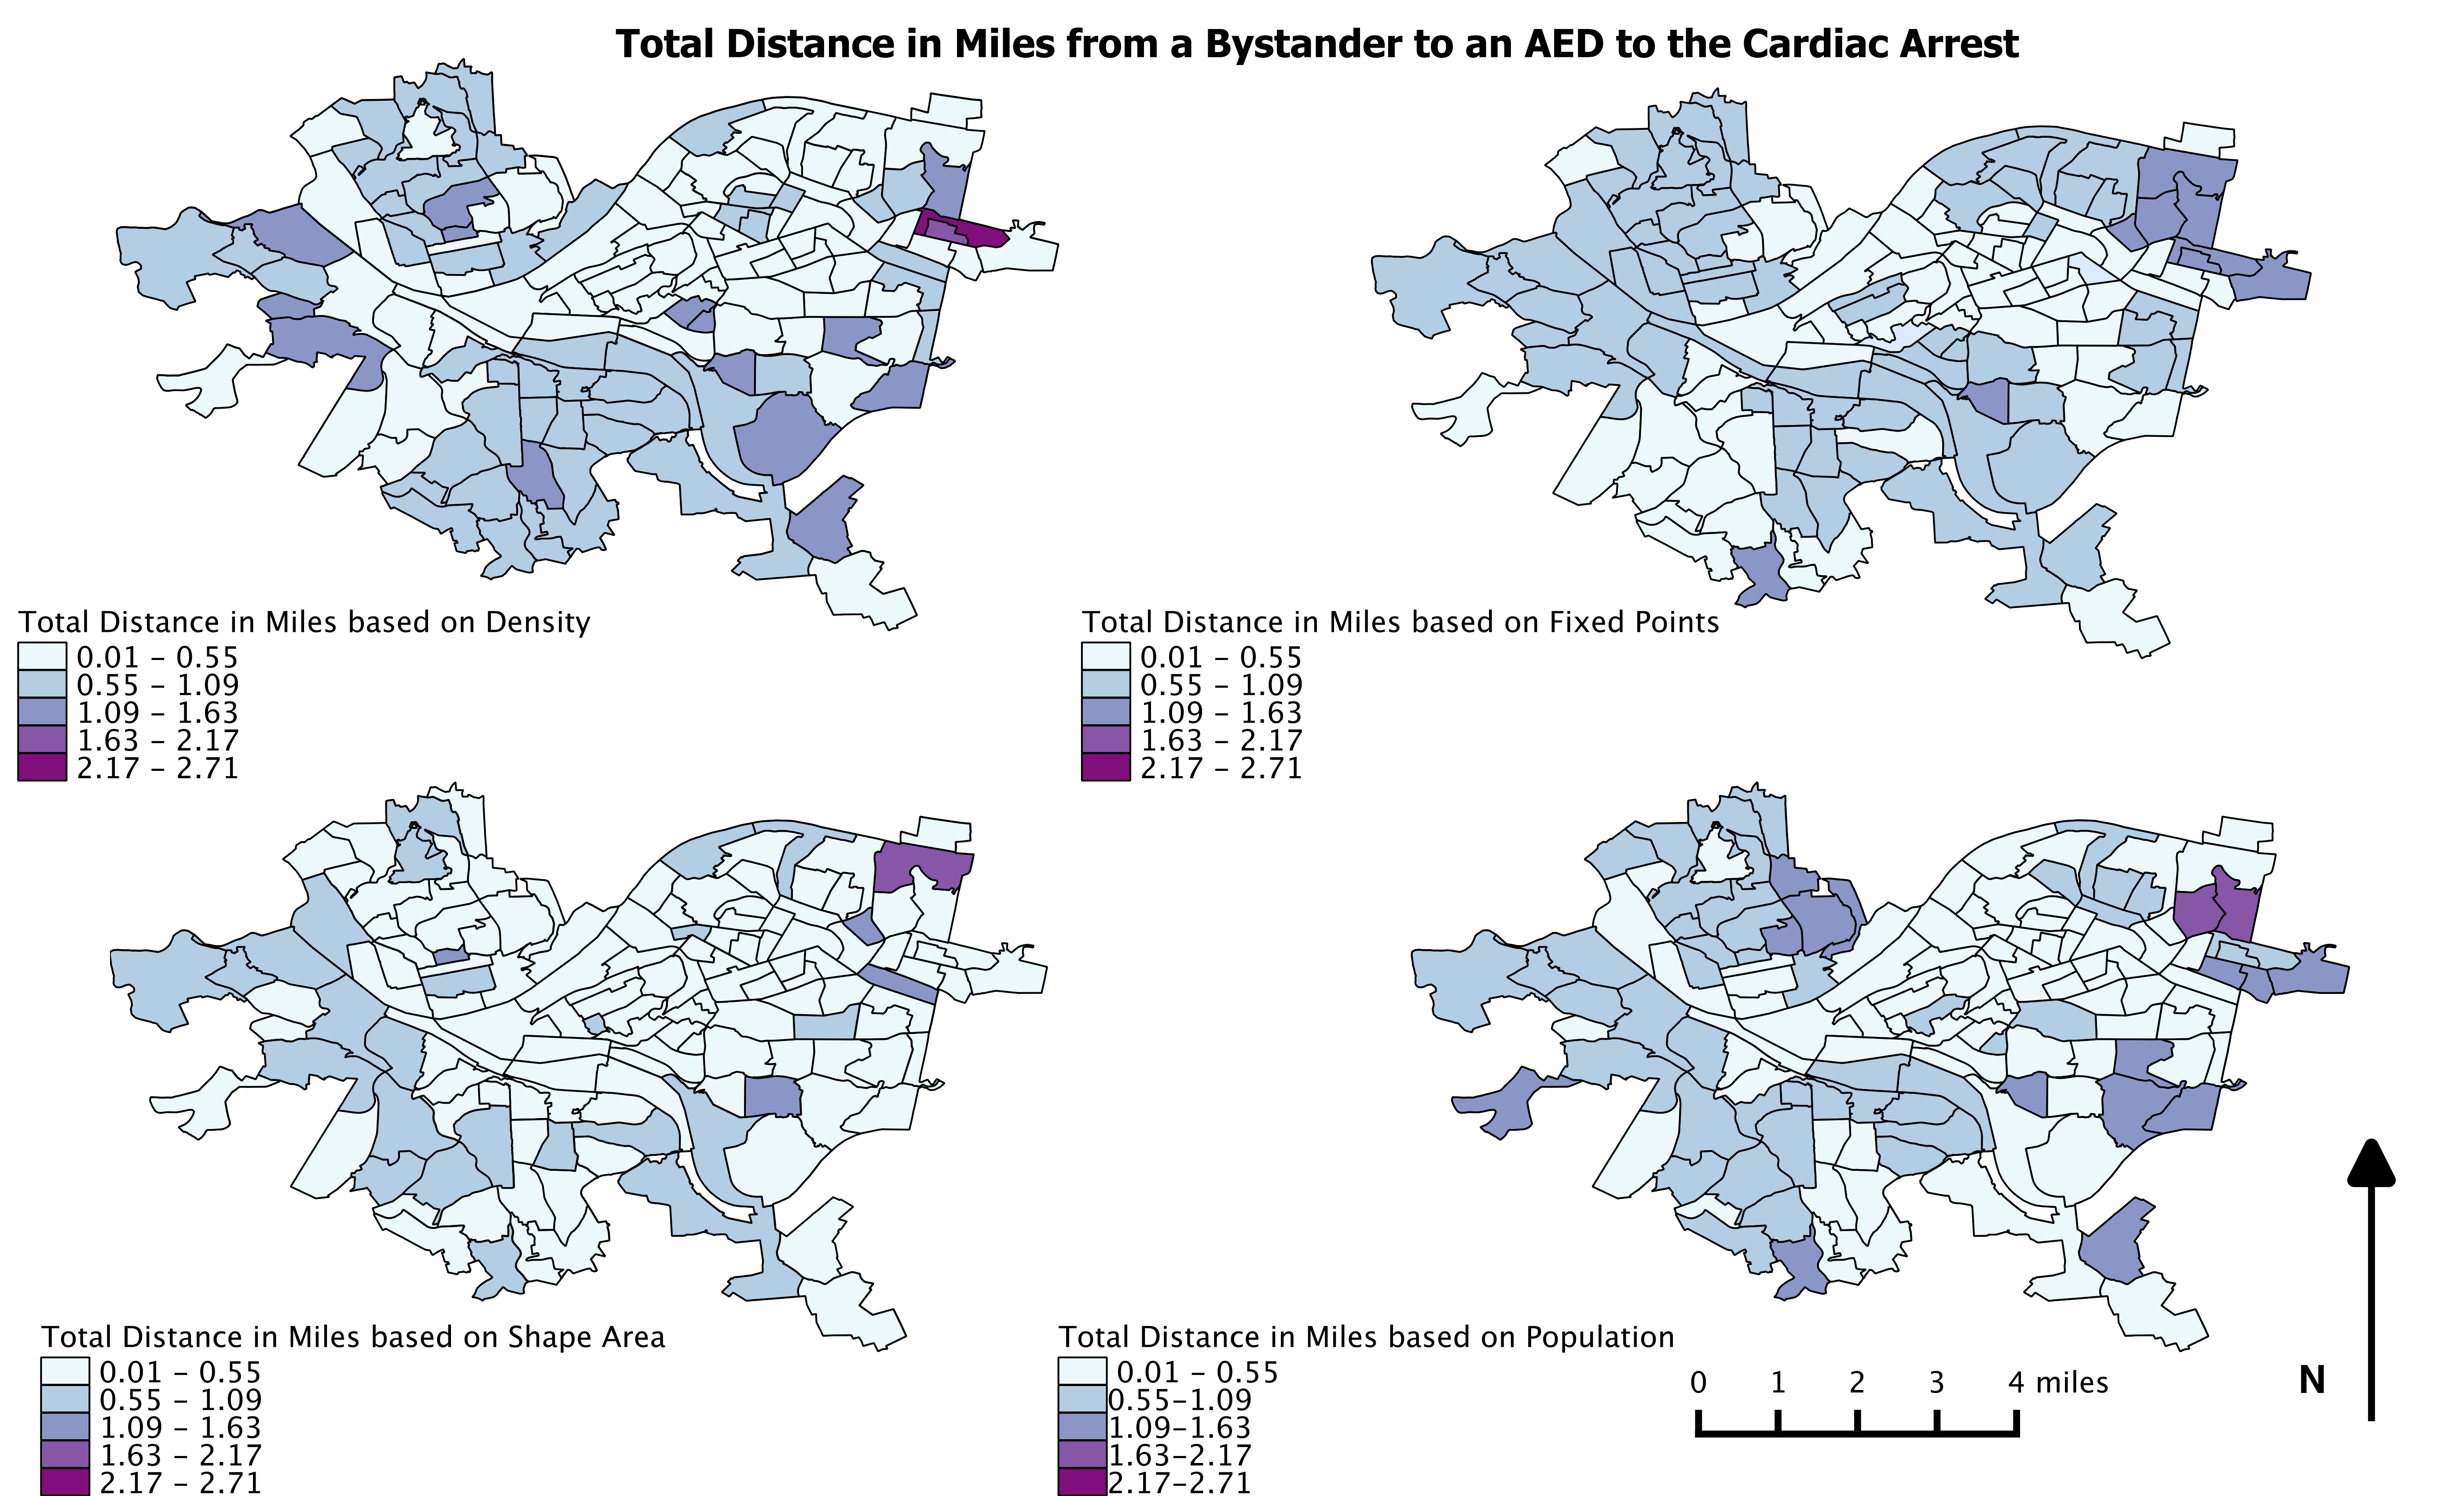 Total Distance in Miles from a Bystander to an AED to the Cardiac Arrest
Total Distance in Miles based on Density
0.01 – 0.55
0.55 – 1.09
1.09 – 1.63
1.63 – 2.17
2.17 – 2.71
Total Distance in Miles based on Fixed Points
0.01 – 0.55
0.55 – 1.09
1.09 – 1.63
1.63 – 2.17
2.17 – 2.71
Total Distance in Miles based on Shape Area
0.01 – 0.55
0.55 – 1.09
1.09 – 1.63
1.63 – 2.17
2.17 – 2.71
Total Distance in Miles based on Population
0.01 – 0.55
0.55–1.09
1.09–1.63
1.63–2.17
2.17–2.71
0 1 2 3 4 miles
N